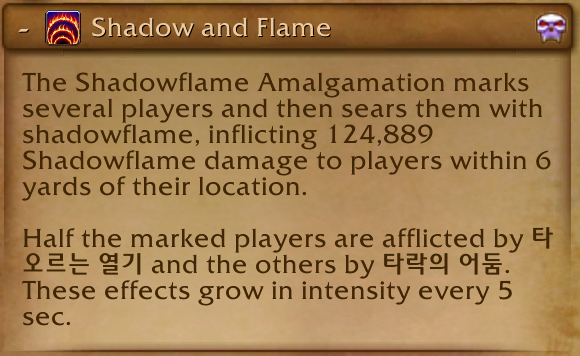 - Shadow and Flame
The Shadowflame Amalgamation marks
several players and then sears them with
shadowflame, inflicting 124,889
Shadowflame damage to players within 6
yards of their location.
Half the marked players are afflicted by 타
오르는 열기 and the others by 타락의 어둠.
These effects grow in intensity every 5
sec.